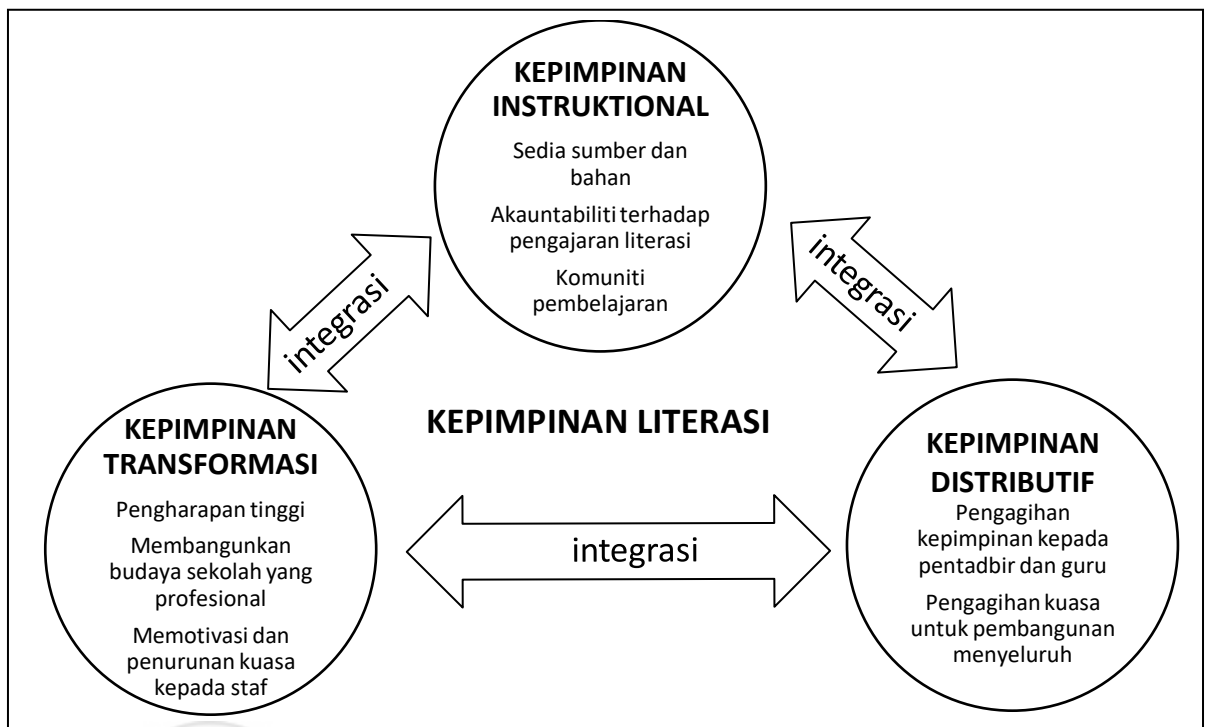 KEPIMPINAN
INSTRUKTIONAL
Sedia sumber dan
bahan
Akauntabiliti terhadap
pengajaran literasi
Komuniti
pembelajaran
integrasi
integrasi
KEPIMPINAN LITERASI
KEPIMPINAN
TRANSFORMASI
Pengharapan tinggi
Membangunkan
budaya sekolah yang
profesional
Memotivasi dan
penurunan kuasa
kepada staf
integrasi
KEPIMPINAN
DISTRIBUTIF
Pengagihan
kepimpinan kepada
pentadbir dan guru
Pengagihan kuasa
untuk pembangunan
menyeluruh